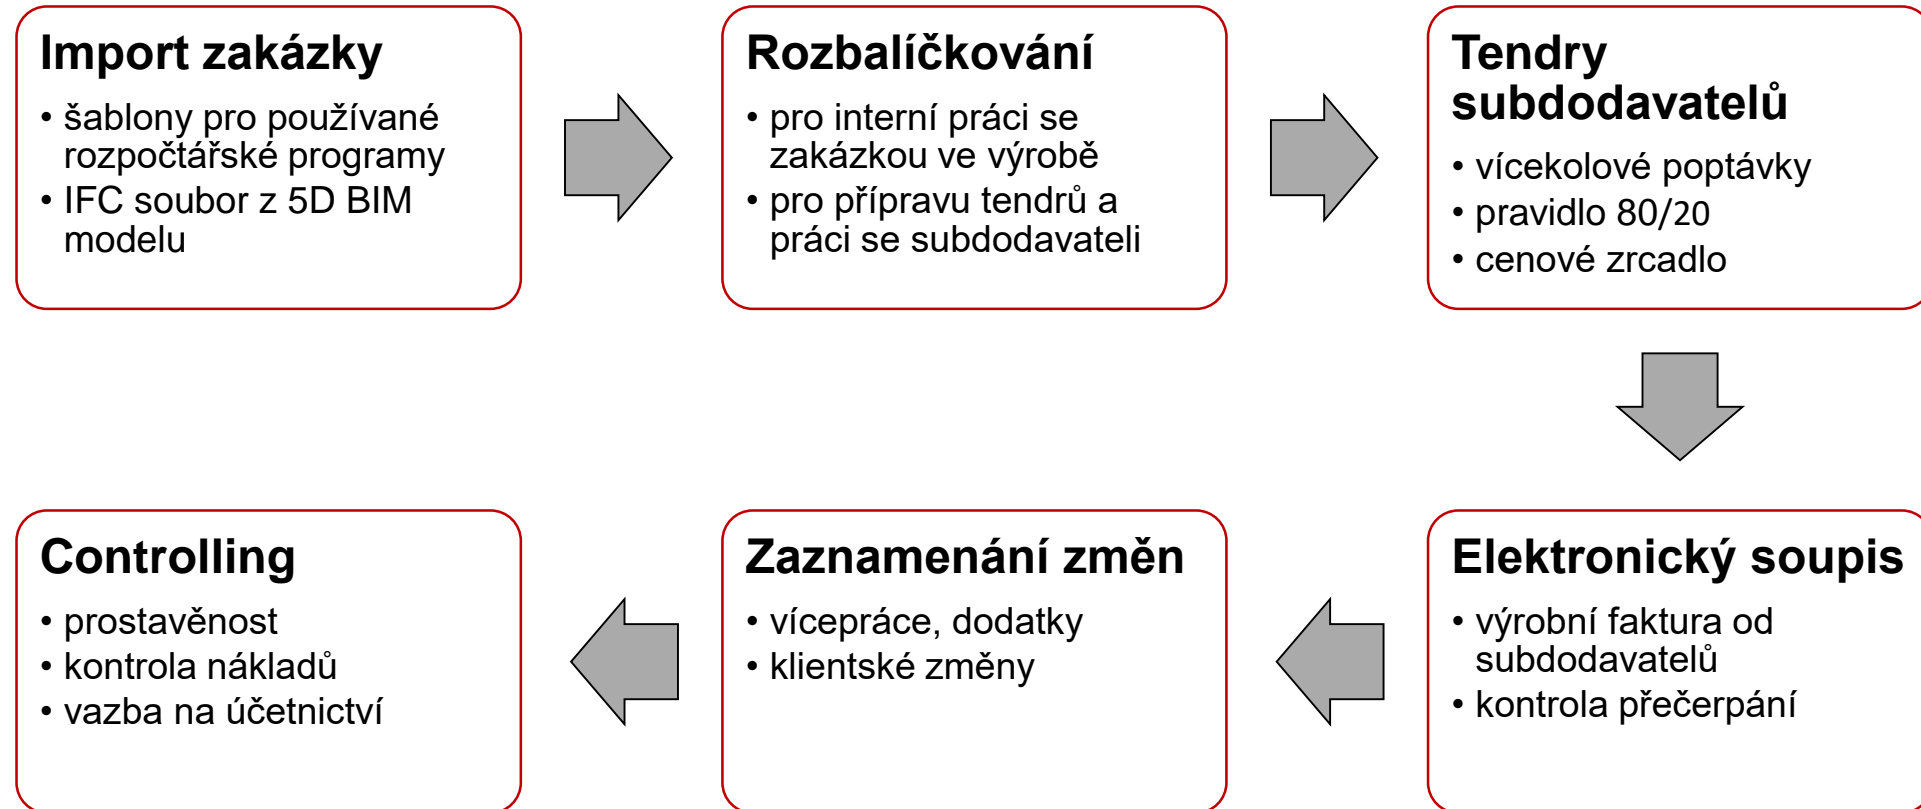 Import zakázky
• šablony pro používané
rozpočtářské programy
• IFC soubor z 5D BIM
modelu
Rozbalíčkování
• pro interní práci se
zakázkou ve výrobě
• pro přípravu tendrů a
práci se subdodavateli
Tendry
subdodavatelů
• vícekolové poptávky
• pravidlo 80/20
• cenové zrcadlo
Elektronický soupis
• výrobní faktura od
subdodavatelů
• kontrola přečerpání
Zaznamenání změn
• vícepráce, dodatky
• klientské změny
Controlling
• prostavěnost
• kontrola nákladů
• vazba na účetnictví